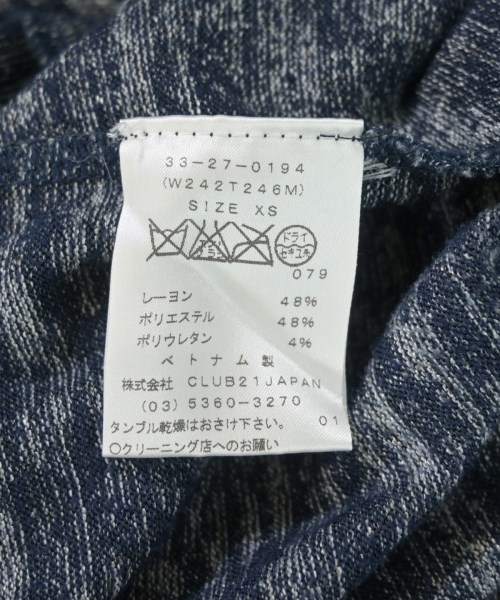 33-27-0194
(W242T246M)
SIZE XS
ドライ
セキユ系
079
レーヨン 48%
ポリエステル 48%
ポリウレタン 4%
ベトナム製
株式会社 CLUB21JAPAN
(03) 5360-3270
タンブル乾燥はおさけ下さい。 01
○クリーニング店へのお願い